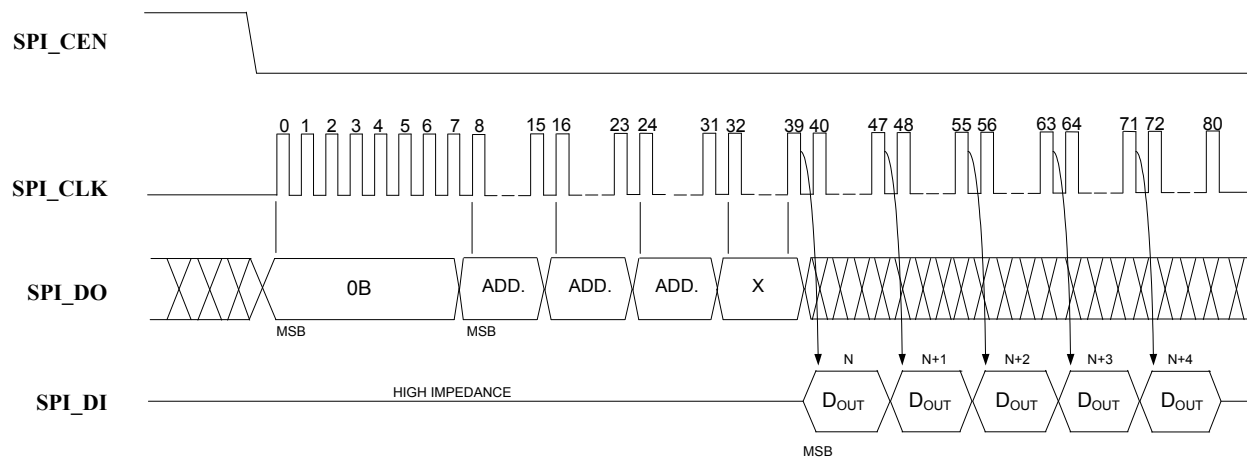 SPI_CEN
0 1 2 3 4 5 6 7 8 15 16 23 24 31 32 39 40 47 48 55 56 63 64 71 72 80
SPI_CLK
SPI_DO
0B ADD. ADD. ADD. X
MSB MSB
N N+1 N+2 N+3 N+4
SPI_DI
HIGH IMPEDANCE
DOUT DOUT DOUT DOUT DOUT
MSB